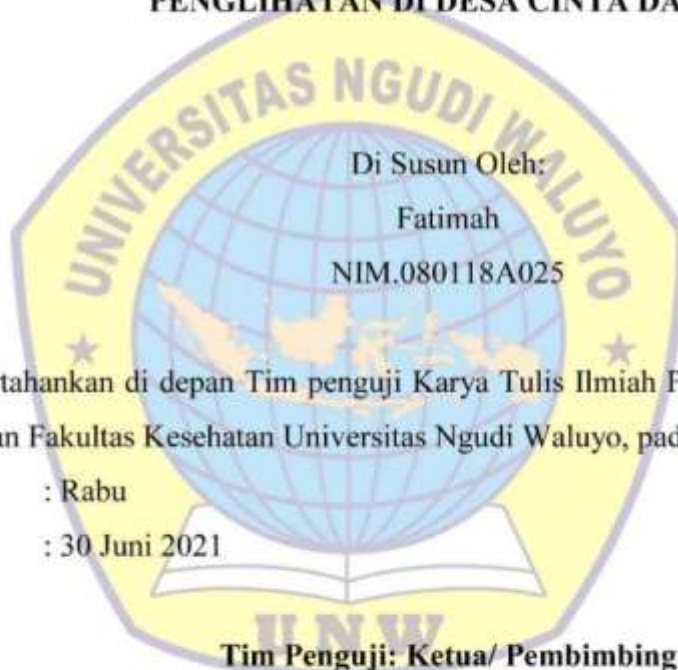 PENGLIHATAN DI DESA CINTA DA
UNIVERSITAS NGUDI WALUYO
Di Susun Oleh:
Fatimah
NIM.080118A025
tahankan di depan Tim penguji Karya Tulis Ilmiah P
an Fakultas Kesehatan Universitas Ngudi Waluyo, pad
: Rabu
: 30 Juni 2021
UNW
Tim Penguji: Ketua/ Pembimbing